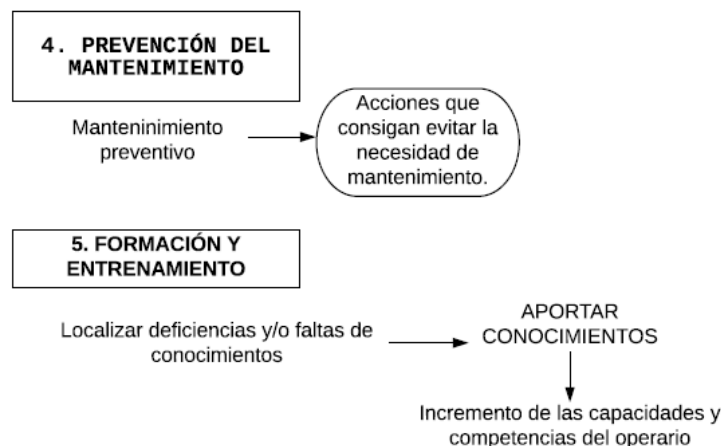 4. PREVENCIÓN DEL
MANTENIMIENTO
Manteninimiento
preventivo
Acciones que
consigan evitar la
necesidad de
mantenimiento.
5. FORMACIÓN Y
ENTRENAMIENTO
Localizar deficiencias y/o faltas de
conocimientos
APORTAR
CONOCIMIENTOS
Incremento de las capacidades y
competencias del operario